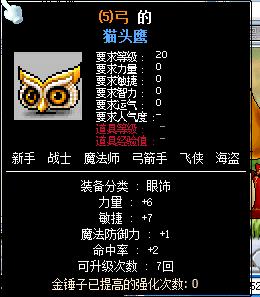 (5)弓 的
猫头鹰
要求等级： 20
要求力量： 0
要求敏捷： 0
要求智力： 0
要求运气： 0
要求人气度：-
道具等级： -
道具经验值： -
新手 战士 魔法师 弓箭手 飞侠 海盗
装备分类 : 眼饰
力量 : +6
敏捷 : +7
魔法防御力 : +1
命中率 : +2
可升级次数 : 7回
金锤子已提高的强化次数: 0